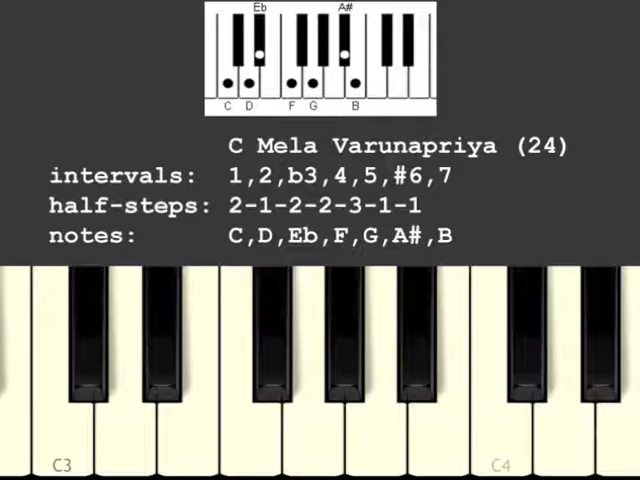 Eb A#
C D F G B
C Mela Varunapriya (24)
intervals: 1,2,b3,4,5,#6,7
half-steps: 2-1-2-2-3-1-1
notes: C,D,Eb,F,G,A#,B
C3 C4